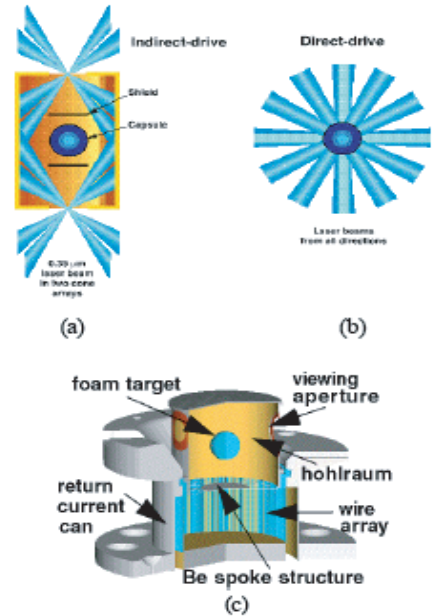 Indirect-drive
Direct-drive
Shield
Capsule
0.35 μm
laser beam
in two cone
arrays
Laser beams
from all directions
(a)
(b)
foam target
viewing
aperture
hohlraum
return
current
can
wire
array
Be spoke structure
(c)